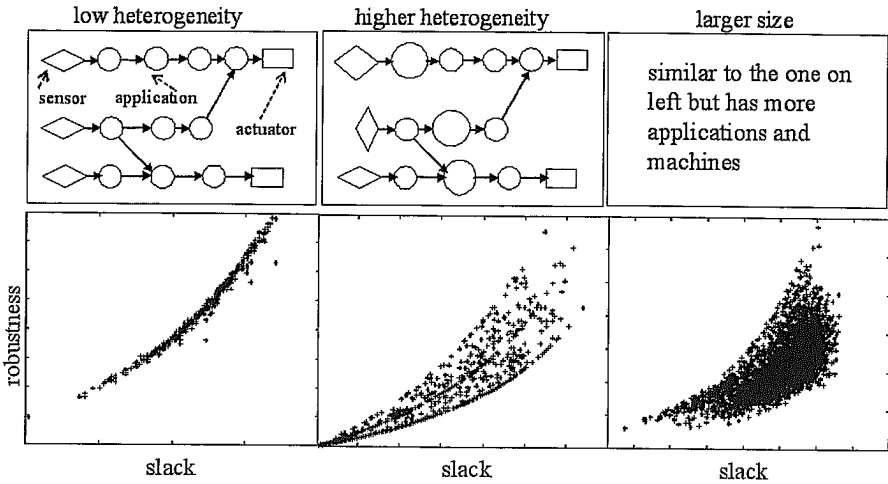 low heterogeneity
higher heterogeneity
larger size
sensor
application
actuator
similar to the one on
left but has more
applications and
machines
robustness
slack
slack
slack